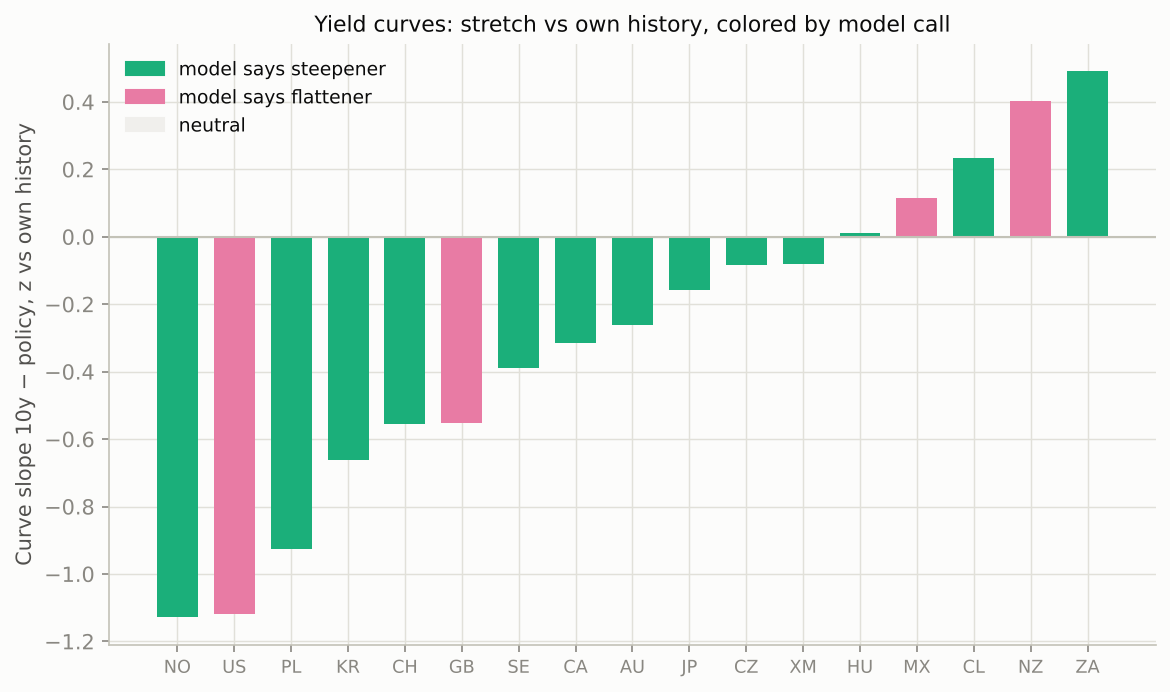 Yield curves: stretch vs own history, colored by model call
model says steepener
model says flattener
neutral
Curve slope 10y − policy, z vs own history
0.4
0.2
0.0
−0.2
−0.4
−0.6
−0.8
−1.0
−1.2
NO US PL KR CH GB SE CA AU JP CZ XM HU MX CL NZ ZA